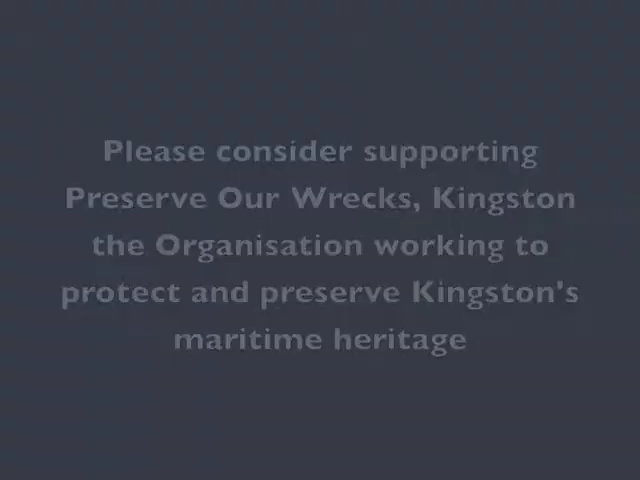 Please consider supporting
Preserve Our Wrecks, Kingston
the Organisation working to
protect and preserve Kingston's
maritime heritage